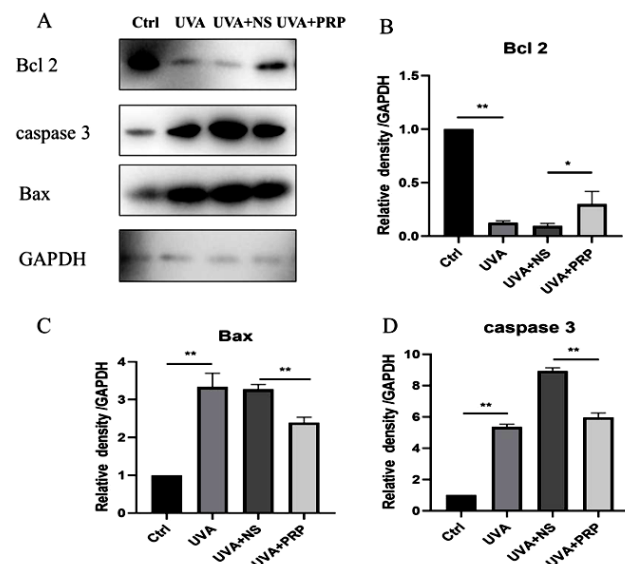 A
Ctrl UVA UVA+NS UVA+PRP
Bcl 2
caspase 3
Bax
GAPDH
B
Bcl 2
Relative density /GAPDH
1.5
1.0
0.5
0.0
**
*
Ctrl
UVA
UVA+NS
UVA+PRP
C
Bax
Relative density /GAPDH
4
3
2
1
0
**
**
Ctrl
UVA
UVA+NS
UVA+PRP
D
caspase 3
Relative density /GAPDH
10
8
6
4
2
0
**
**
Ctrl
UVA
UVA+NS
UVA+PRP